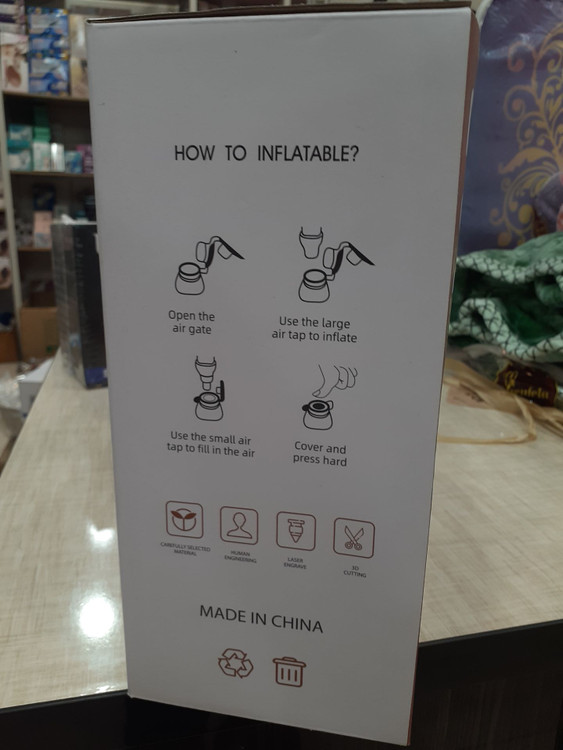 HOW TO INFLATABLE?
Open the
air gate
Use the large
air tap to inflate
Use the small air
tap to fill in the air
Cover and
press hard
CAREFULLY SELECTED
MATERIAL
HUMAN
ENGINEERING
LASER
ENGRAVE
3D
CUTTING
MADE IN CHINA